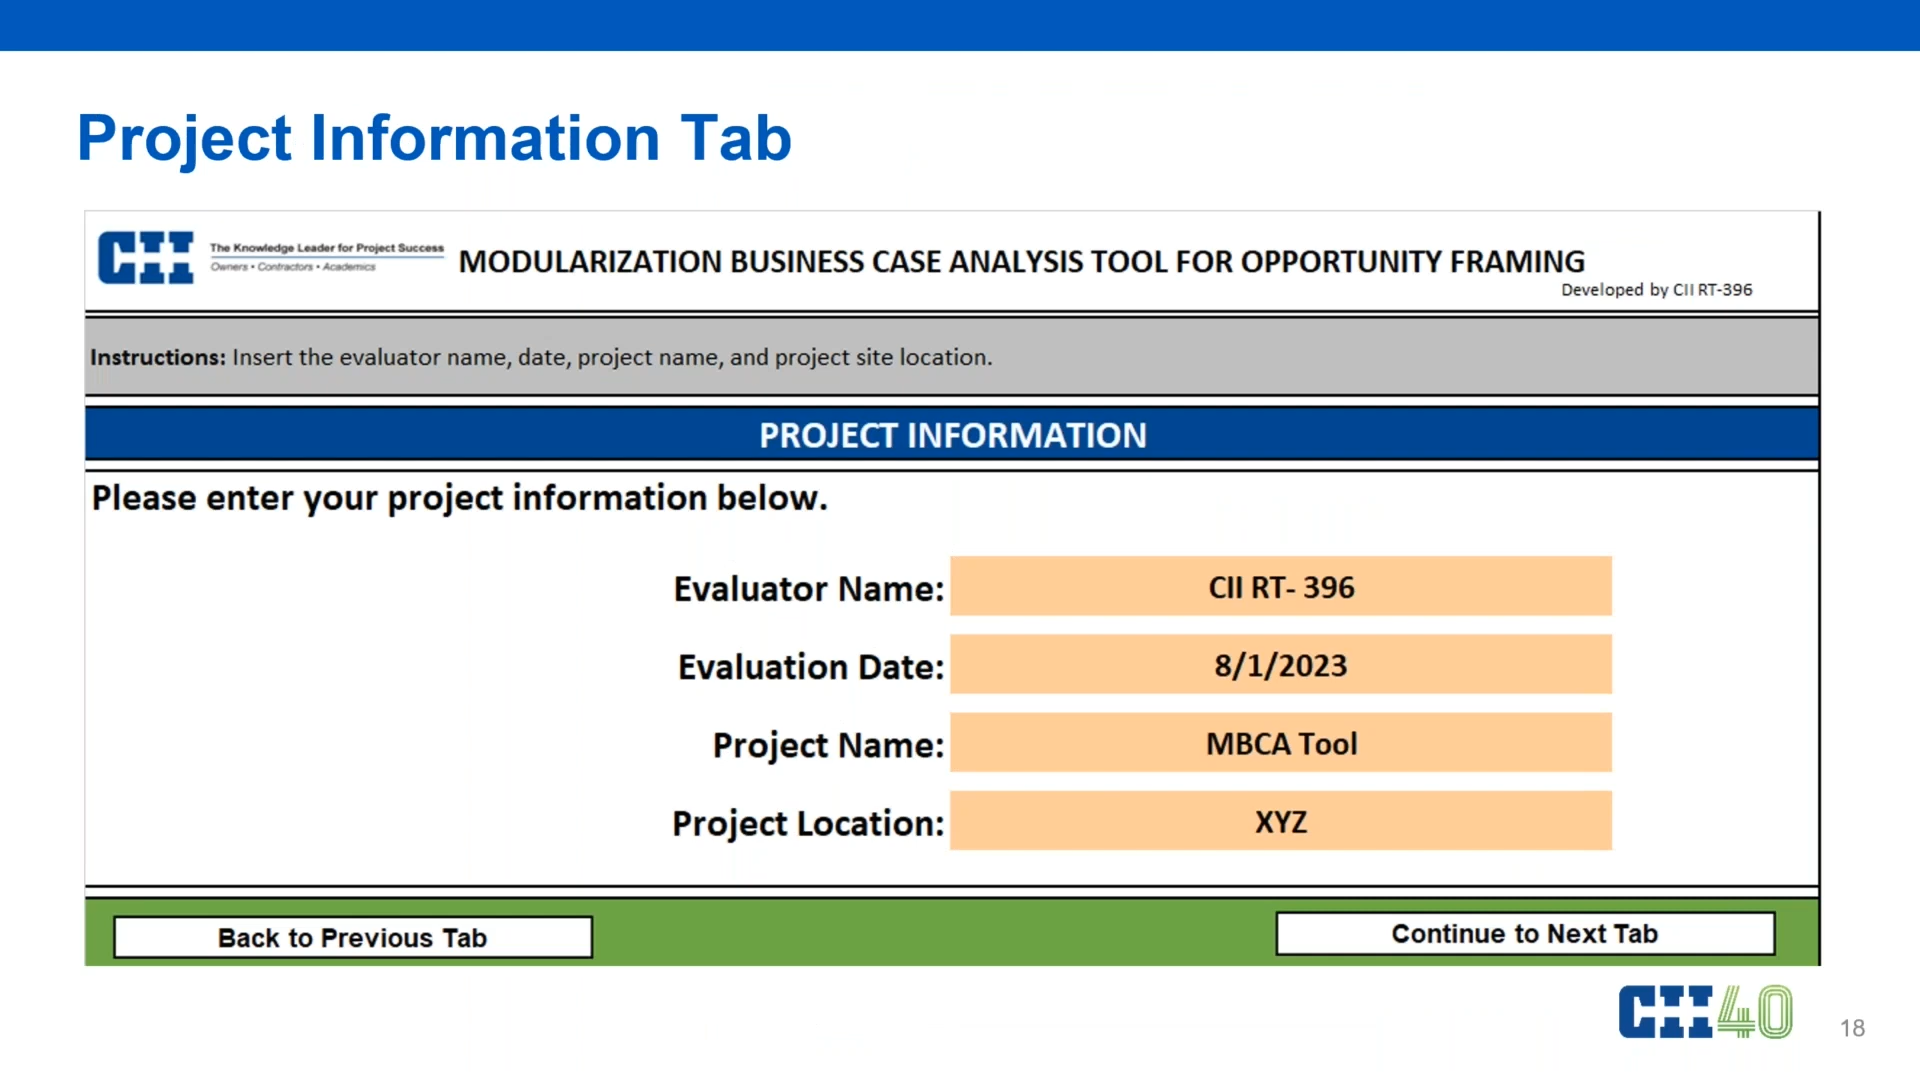 Project Information Tab
CII
The Knowledge Leader for Project Success
Owners • Contractors • Academics
MODULARIZATION BUSINESS CASE ANALYSIS TOOL FOR OPPORTUNITY FRAMING
Developed by CII RT-396
Instructions: Insert the evaluator name, date, project name, and project site location.
PROJECT INFORMATION
Please enter your project information below.
Evaluator Name: CII RT- 396
Evaluation Date: 8/1/2023
Project Name: MBCA Tool
Project Location: XYZ
Back to Previous Tab
Continue to Next Tab
CII 40
18